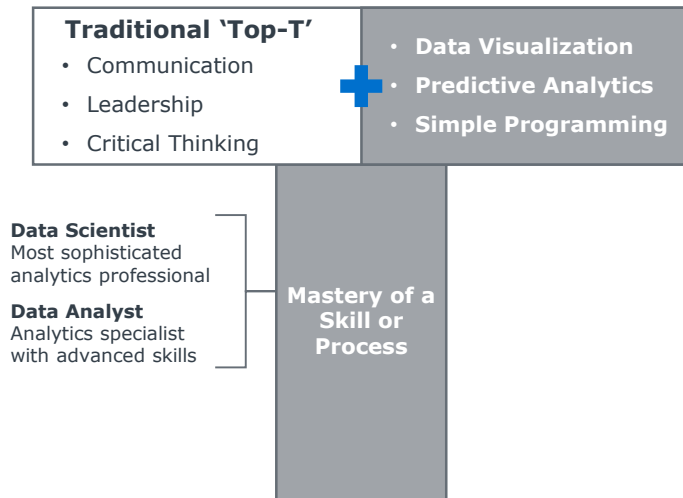 Traditional ‘Top-T’
• Communication
• Leadership
• Critical Thinking
• Data Visualization
• Predictive Analytics
• Simple Programming
Data Scientist
Most sophisticated
analytics professional
Data Analyst
Analytics specialist
with advanced skills
Mastery of a
Skill or
Process